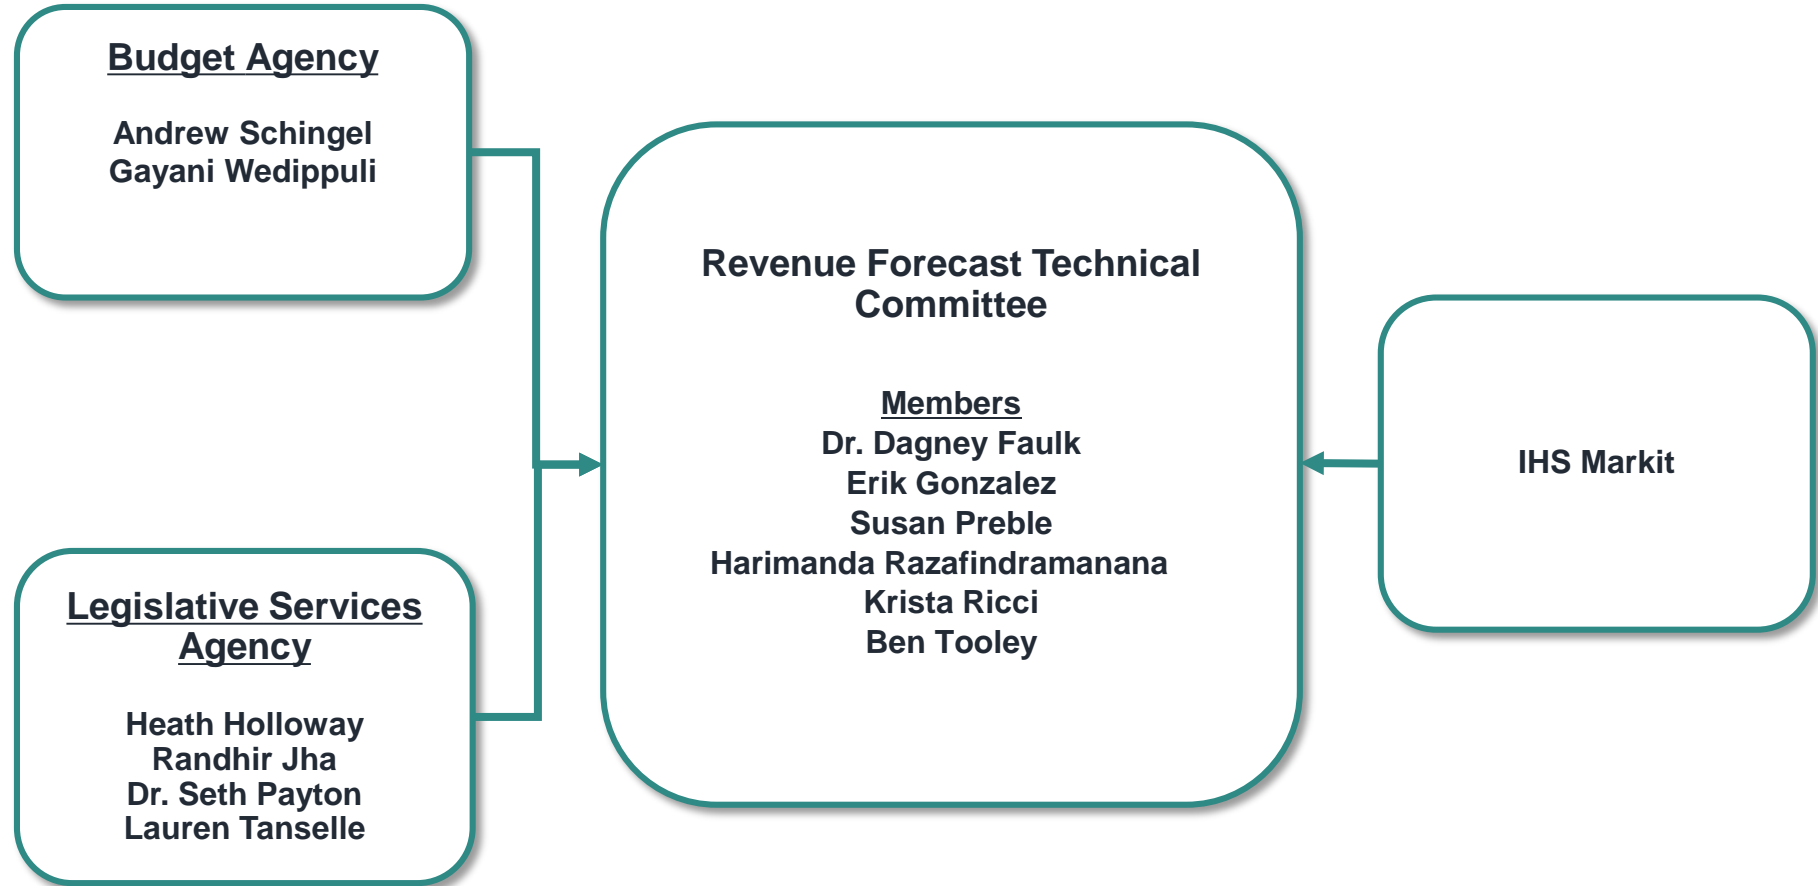 Budget Agency
Andrew Schingel
Gayani Wedippuli
Legislative Services
Agency
Heath Holloway
Randhir Jha
Dr. Seth Payton
Lauren Tanselle
Revenue Forecast Technical
Committee
Members
Dr. Dagney Faulk
Erik Gonzalez
Susan Preble
Harimanda Razafindramanana
Krista Ricci
Ben Tooley
IHS Markit